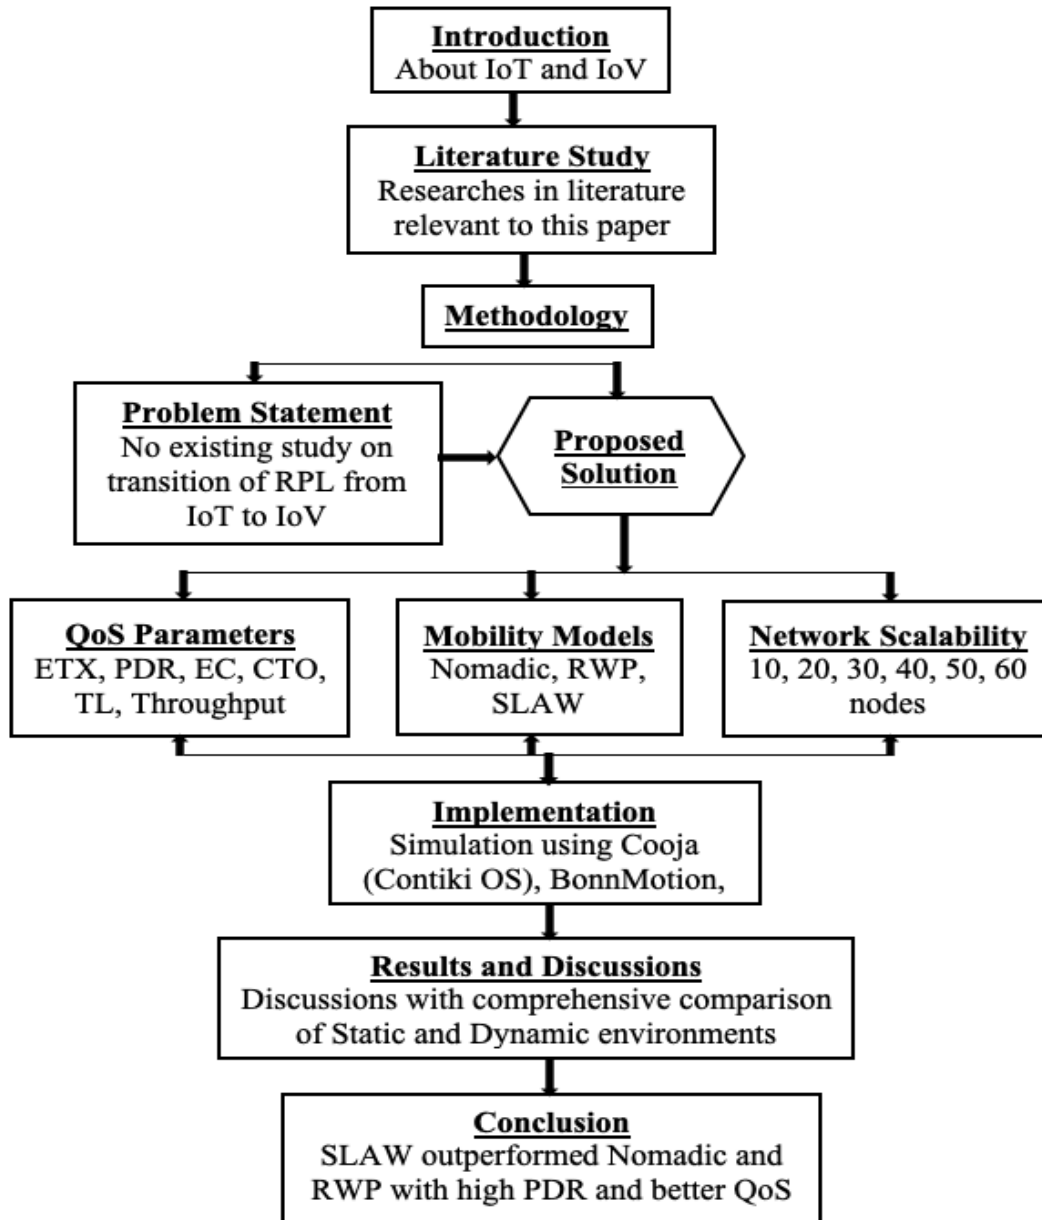 Introduction
About IoT and IoV
Literature Study
Researches in literature
relevant to this paper
Methodology
Problem Statement
No existing study on
transition of RPL from
IoT to IoV
Proposed
Solution
QoS Parameters
ETX, PDR, EC, CTO,
TL, Throughput
Mobility Models
Nomadic, RWP,
SLAW
Network Scalability
10, 20, 30, 40, 50, 60
nodes
Implementation
Simulation using Cooja
(Contiki OS), BonnMotion,
Results and Discussions
Discussions with comprehensive comparison
of Static and Dynamic environments
Conclusion
SLAW outperformed Nomadic and
RWP with high PDR and better QoS